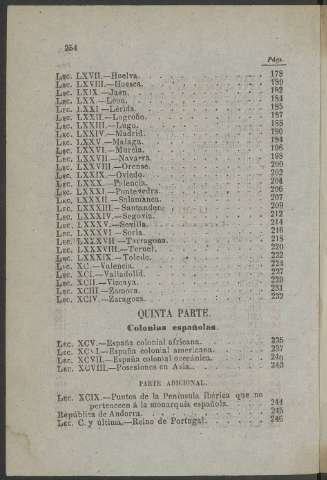 254
Págs.
Lec. LXVII.—Huelva. 178
Lec. LXVIII.—Huesca. 180
Lec. LXIX.—Jaén. 182
Lec. LXX.—León. 184
Lec. LXXI.—Lérida. 185
Lec. LXXII.—Logroño. 187
Lec. LXXIII.—Lugo. 188
Lec. LXXIV.—Madrid. 190
Lec. LXXV.—Málaga. 194
Lec. LXXVI.—Murcia. 196
Lec. LXXVII.—Navarra. 198
Lec. LXXVIII.—Orense. 200
Lec. LXXIX.—Oviedo. 202
Lec. LXXX.—Palencia. 204
Lec. LXXXI.—Pontevedra. 206
Lec. LXXXII.—Salamanca. 207
Lec. LXXXIII.—Santander. 209
Lec. LXXXIV.—Segovia. 212
Lec. LXXXV.—Sevilla. 214
Lec. LXXXVI.—Soria. 216
Lec. LXXXVII.—Tarragona. 218
Lec. LXXXVIII.—Teruel. 220
Lec. LXXXIX.—Toledo. 222
Lec. XC.—Valencia. 224
Lec. XCI.—Valladolid. 227
Lec. XCII.—Vizcaya. 229
Lec. XCIII.—Zamora. 231
Lec. XCIV.—Zaragoza. 232
QUINTA PARTE.
Colonias españolas.
Lec. XCV.—España colonial africana. 235
Lec. XCVI.—España colonial americana. 237
Lec. XCVII.—España colonial oceánica. 240
Lec. XCVIII.—Posesiones en Asia. 243
PARTE ADICIONAL.
Lec. XCIX.—Puntos de la Península Ibérica que no
pertenecen á la monarquía española. 244
República de Andorra. 245
Lec. C. y última.—Reino de Portugal. 246